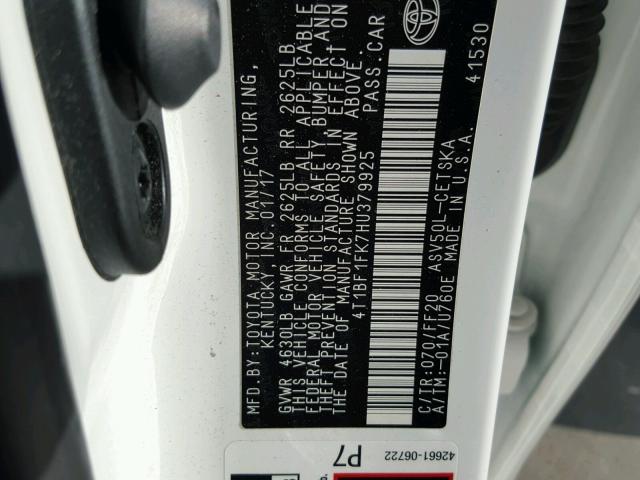 MFD.BY:TOYOTA MOTOR MANUFACTURING,
KENTUCKY, INC. 01/17
GVWR 4630LB GAWR FR 2625LB RR 2625LB
THIS VEHICLE CONFORMS TO ALL APPLICABLE
FEDERAL MOTOR VEHICLE SAFETY, BUMPER AND
THEFT PREVENTION STANDARDS IN EFFECT ON
THE DATE OF MANUFACTURE SHOWN ABOVE.
4T1BF1FK7HU379925 PASS.CAR
C/TR:070/FF20 ASV50L-CETSKA
A/TM:-01A/U760E MADE IN U.S.A.
41530
42661-06722
P7